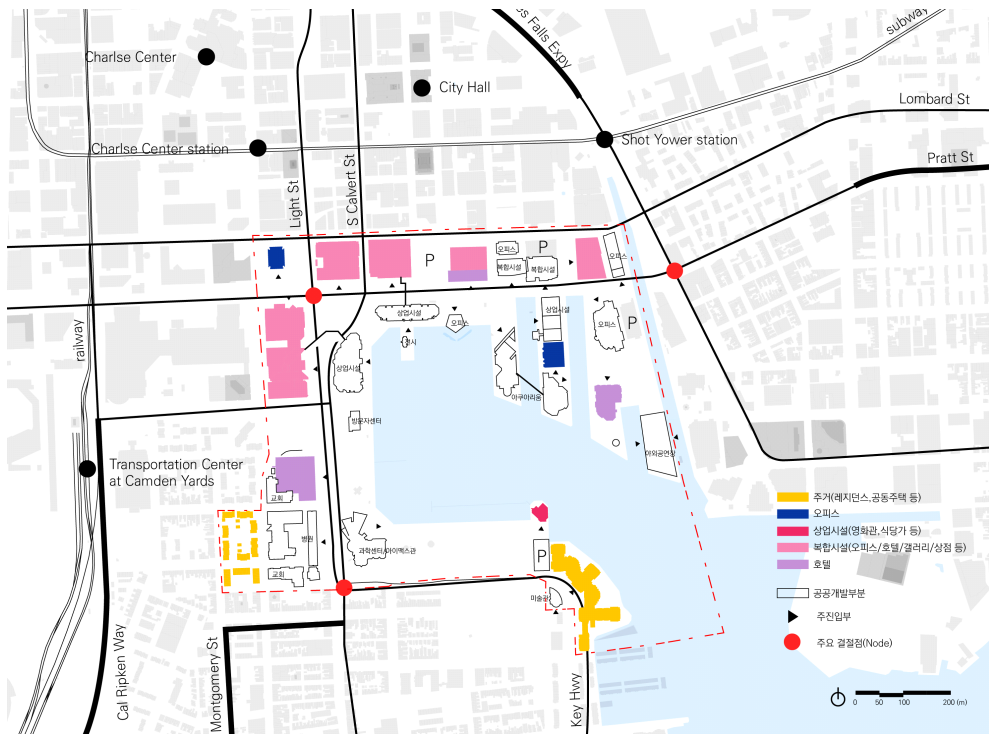 es Falls Expy
subway
Charlse Center
City Hall
Lombard St
Charlse Center station
Shot Yower station
Pratt St
Light St
S Calvert St
오피스
P
P
복합시설
복합시설
오피스
상업시설
오피스
상업시설
오피스
P
전시
railway
상업시설
아쿠아리움
방문자센터
야외공연장
Transportation Center
at Camden Yards
교회
병원
과학센터/아이맥스관
교회
P
미술관
주거(레지던스,공동주택 등)
오피스
상업시설(영화관,식당가 등)
복합시설(오피스/호텔/갤러리/상점 등)
호텔
공공개발부분
주진입부
주요 결절점(Node)
0 50 100 200 (m)
Cal Ripken Way
Montgomery St
Key Hwy